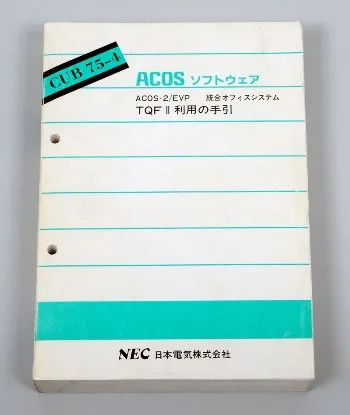 CUB 75-4
ACOS ソフトウェア
ACOS-2/EVP 統合オフィスシステム
TQF II 利用の手引
NEC 日本電気株式会社